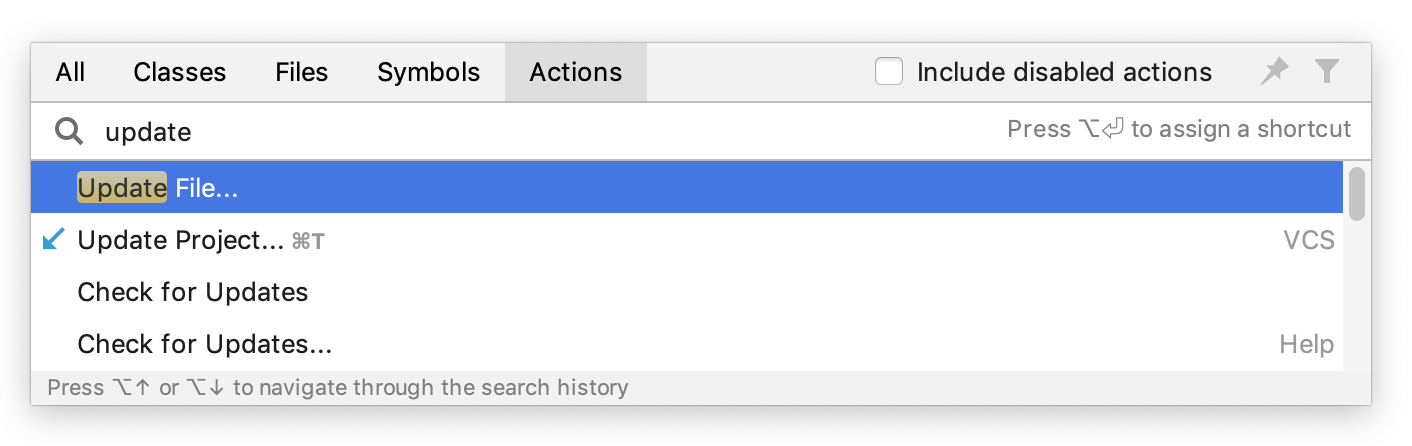 All Classes Files Symbols Actions Include disabled actions
update Press ⌥⏎ to assign a shortcut
Update File...
Update Project... ⌘T VCS
Check for Updates
Check for Updates... Help
Press ⌥↑ or ⌥↓ to navigate through the search history